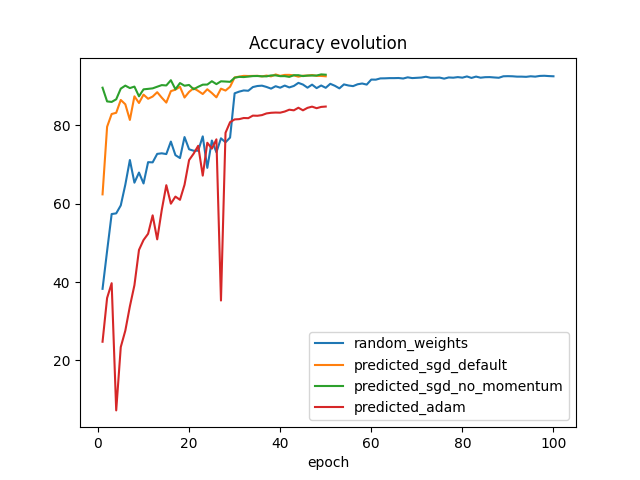 Accuracy evolution
80
60
40
20
0 20 40 60 80 100
epoch
random_weights
predicted_sgd_default
predicted_sgd_no_momentum
predicted_adam